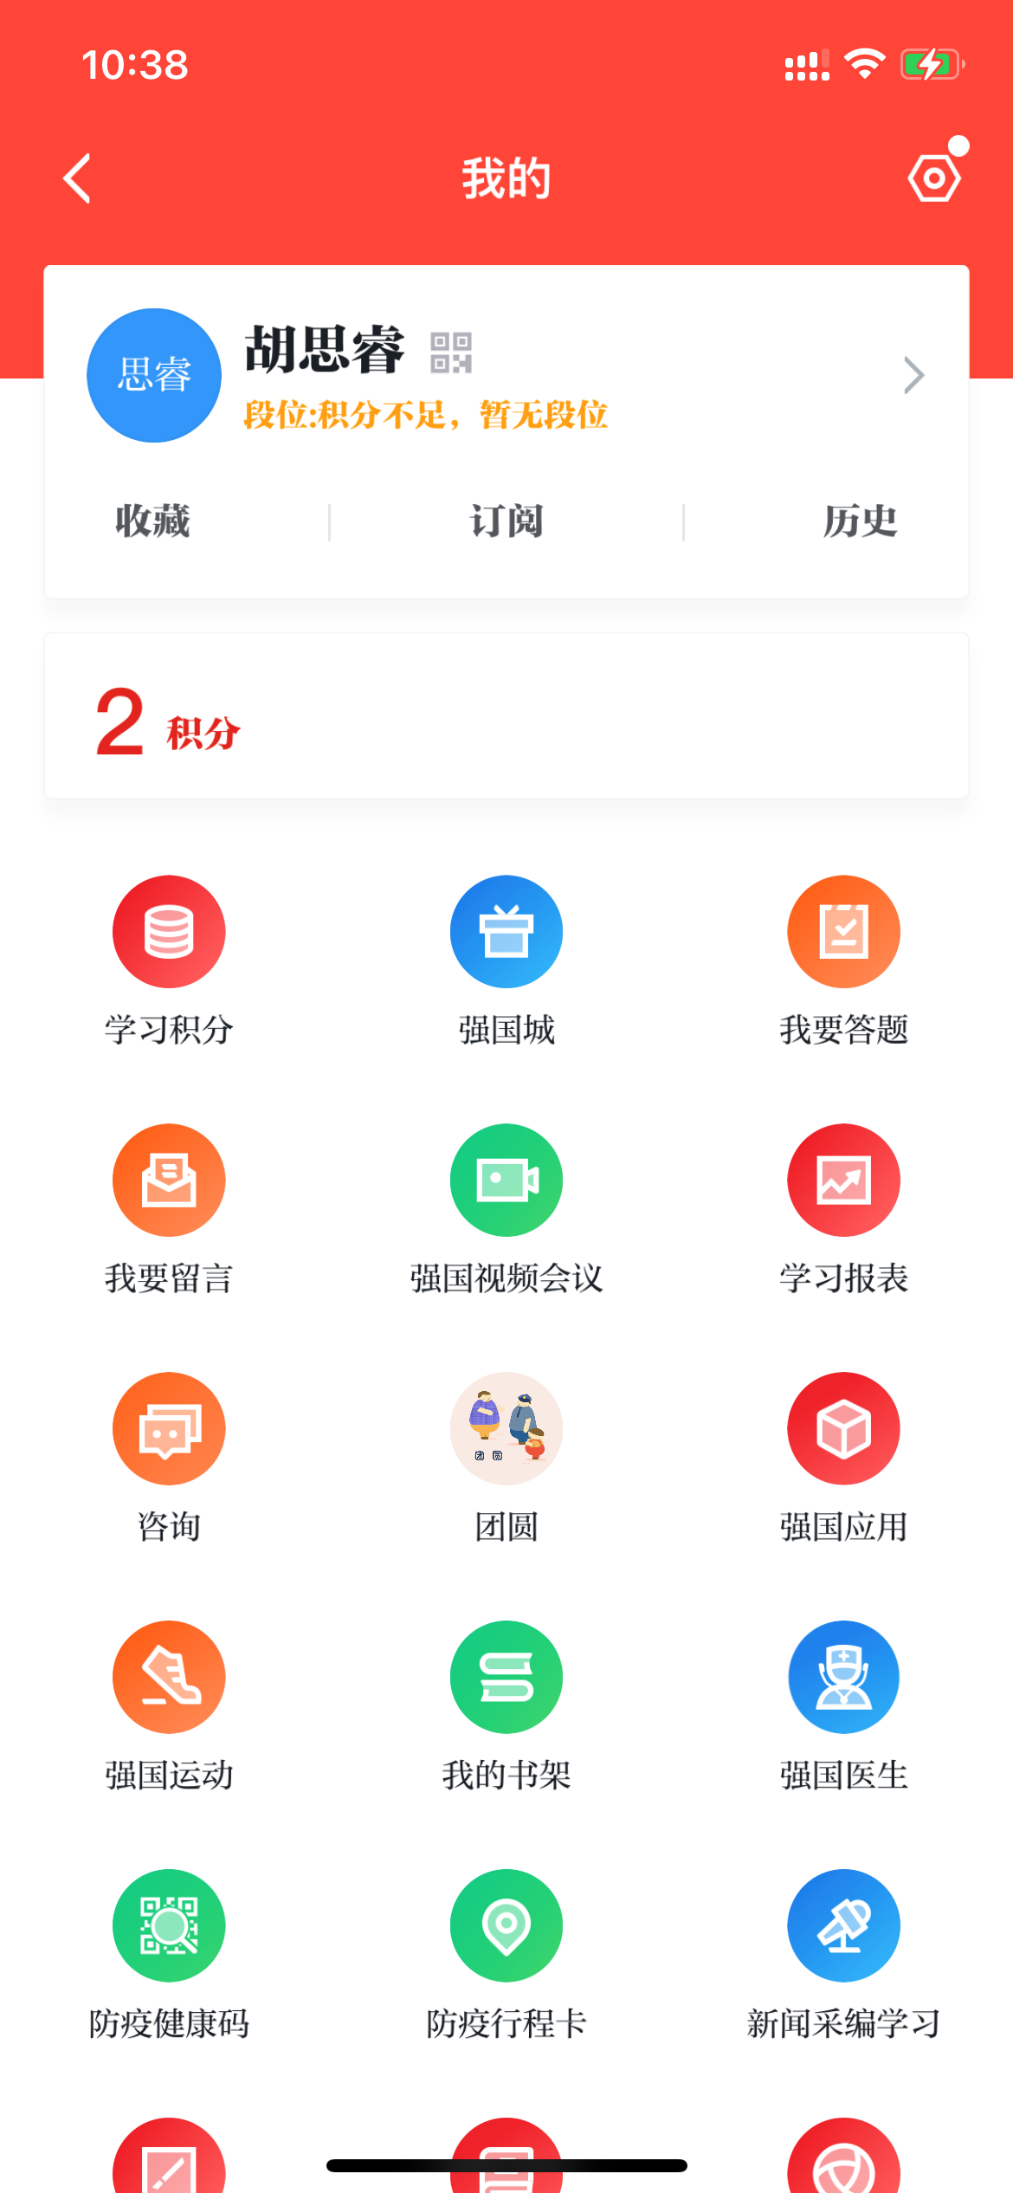 10:38
我的
思睿
胡思睿
段位:积分不足，暂无段位
收藏
订阅
历史
2 积分
学习积分
强国城
我要答题
我要留言
强国视频会议
学习报表
咨询
团圆
强国应用
强国运动
我的书架
强国医生
防疫健康码
防疫行程卡
新闻采编学习